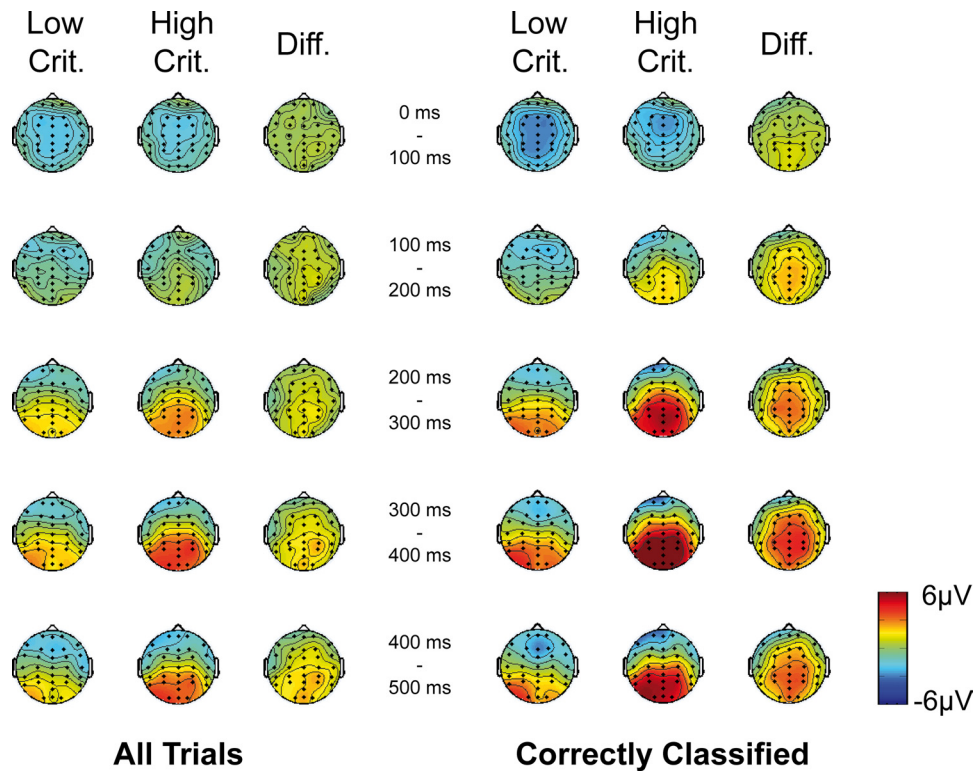 Low Crit.
High Crit.
Diff.
Low Crit.
High Crit.
Diff.
0 ms
-
100 ms
100 ms
-
200 ms
200 ms
-
300 ms
300 ms
-
400 ms
400 ms
-
500 ms
6µV
-6µV
All Trials
Correctly Classified